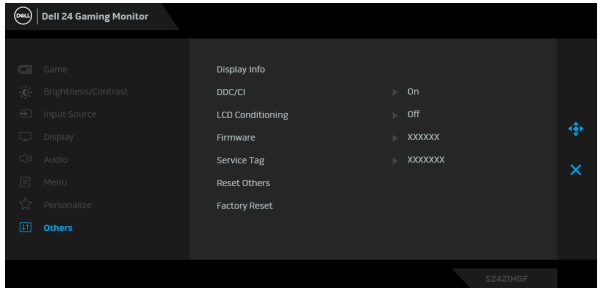 DELL Dell 24 Gaming Monitor
Game
Brightness/Contrast
Input Source
Display
Audio
Menu
Personalize
Others
Display Info
DDC/CI On
LCD Conditioning Off
Firmware XXXXXX
Service Tag XXXXXXX
Reset Others
Factory Reset
S2421HGF